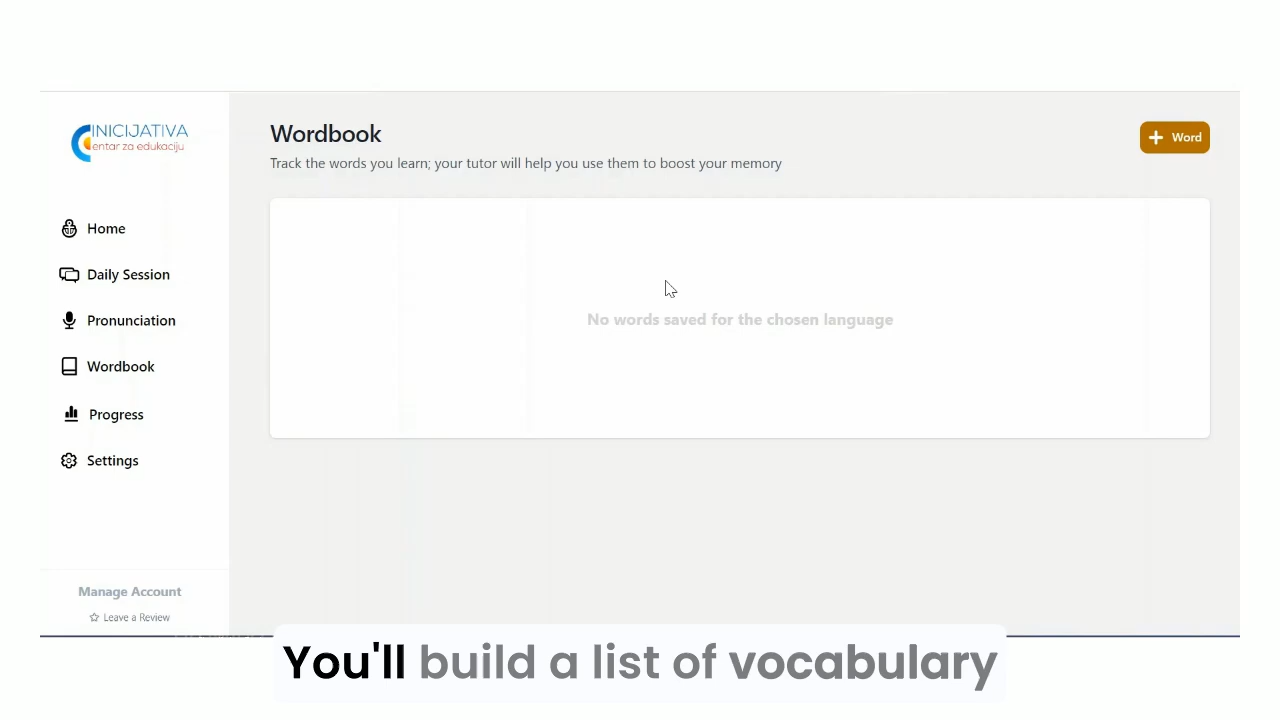 INICIJATIVA
entar za edukaciju
Home
Daily Session
Pronunciation
Wordbook
Progress
Settings
Manage Account
Leave a Review
Wordbook
Track the words you learn; your tutor will help you use them to boost your memory
+ Word
No words saved for the chosen language
You'll build a list of vocabulary